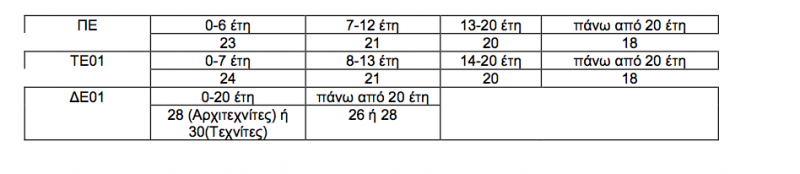 ΠΕ 0-6 έτη 7-12 έτη 13-20 έτη πάνω από 20 έτη
23 21 20 18
ΤΕ01 0-7 έτη 8-13 έτη 14-20 έτη πάνω από 20 έτη
24 21 20 18
ΔΕ01 0-20 έτη πάνω από 20 έτη
28 (Αρχιτεχνίτες) ή 26 ή 28
30(Τεχνίτες)